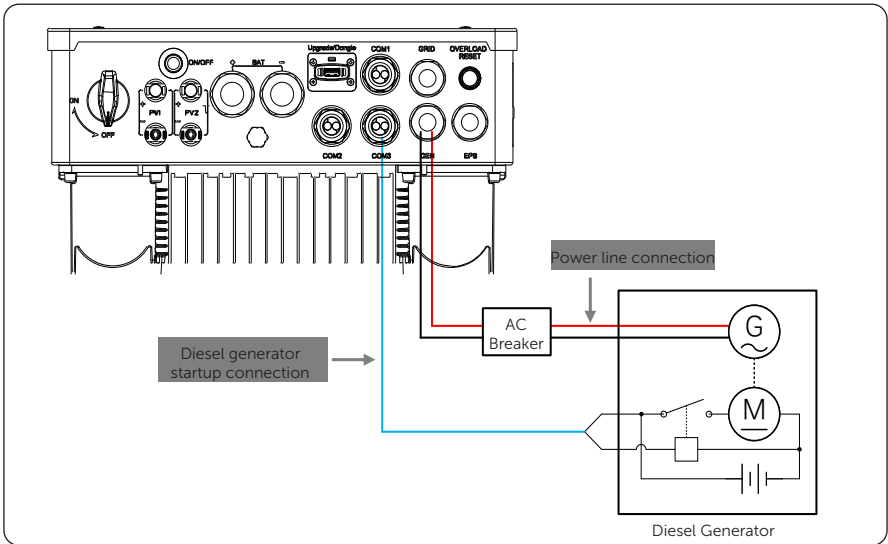 Upgrade/Dongle COM1 GRID OVERLOAD
RESET
ON/OFF BAT
ON
PV1 PV2
OFF
COM2 COM3 GEN EPS
Power line connection
AC
Breaker
G
Diesel generator
startup connection
M
Diesel Generator